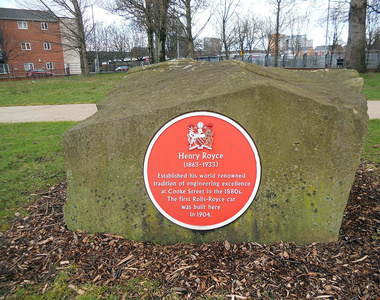 Henry Royce
(1863-1933)
Established his world renowned
tradition of engineering excellence
at Cooke Street in the 1880s.
The first Rolls-Royce car
was built here
in 1904.